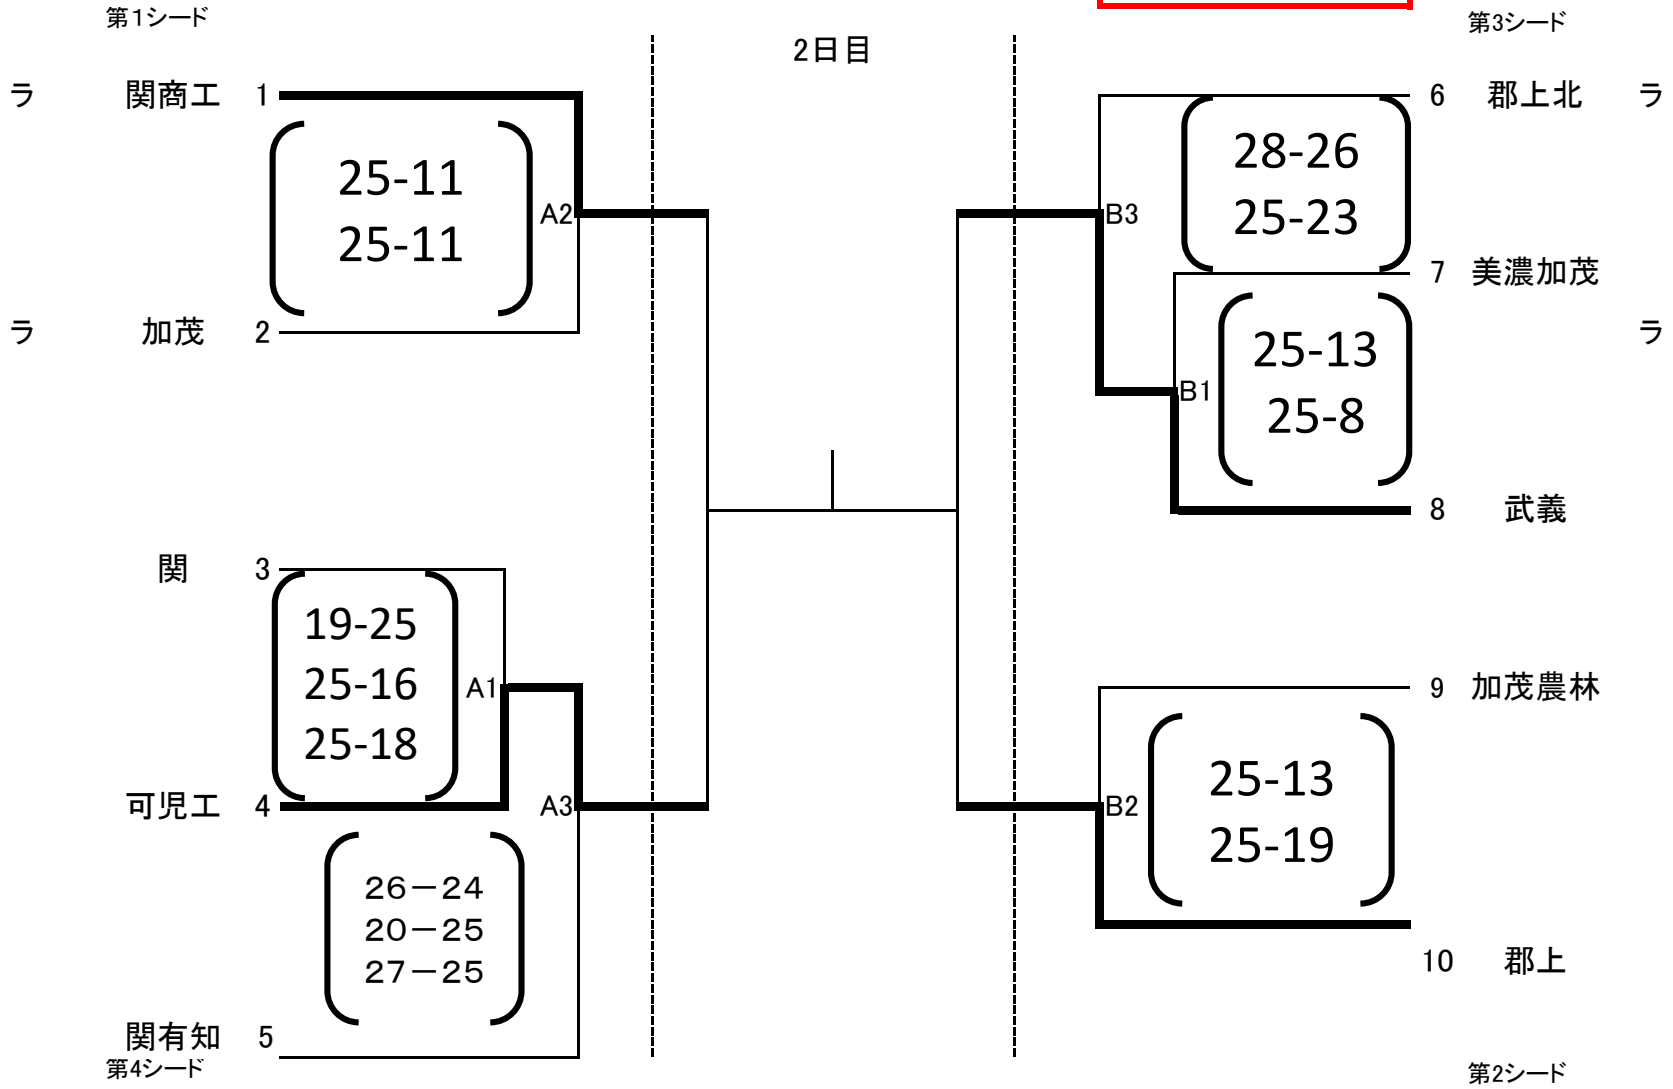 第1シード
第3シード
2日目
ラ 関商工 1
6 郡上北 ラ
25-11
25-11
A2
28-26
25-23
B3
7 美濃加茂
ラ 加茂 2
ラ
25-13
25-8
B1
8 武義
関 3
19-25
25-16
25-18
A1
9 加茂農林
可児工 4
A3
B2
25-13
25-19
26－24
20－25
27－25
10 郡上
関有知 5
第4シード
第2シード